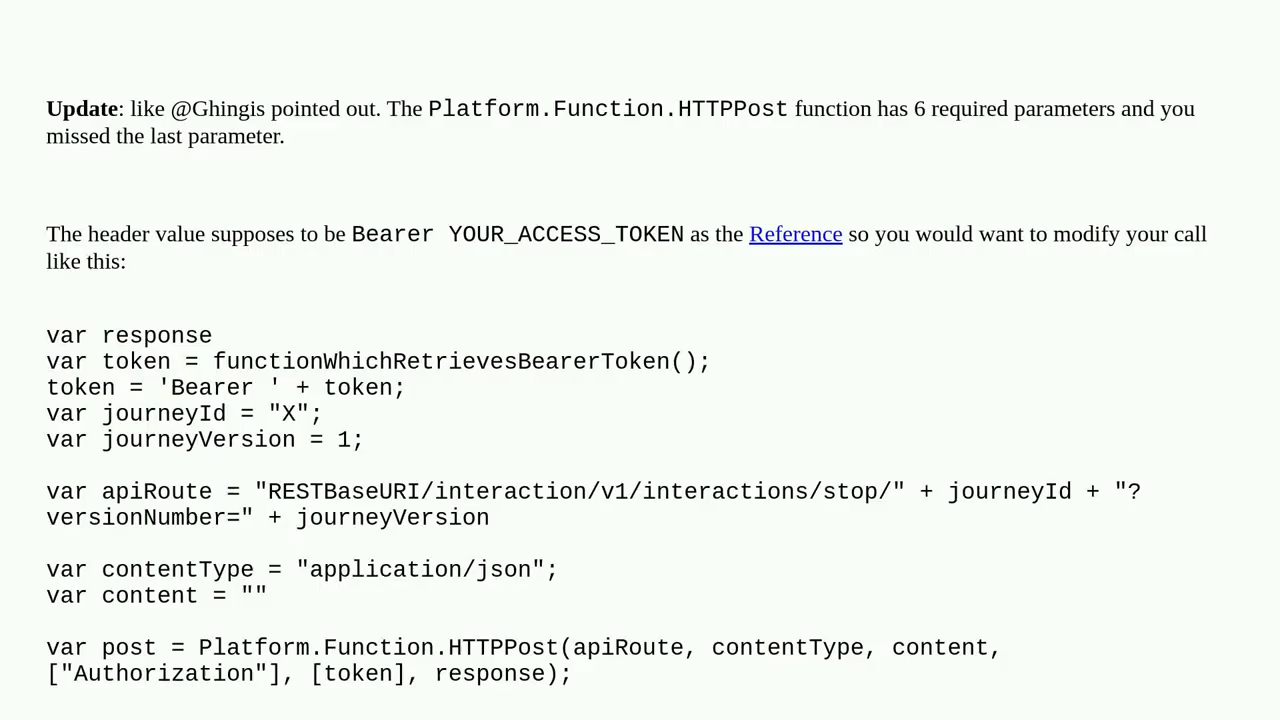 Update: like @Ghingis pointed out. The Platform.Function.HTTPPost function has 6 required parameters and you
missed the last parameter.
The header value supposes to be Bearer YOUR_ACCESS_TOKEN as the Reference so you would want to modify your call
like this:
var response
var token = functionWhichRetrievesBearerToken();
token = 'Bearer ' + token;
var journeyId = "X";
var journeyVersion = 1;
var apiRoute = "RESTBaseURI/interaction/v1/interactions/stop/" + journeyId + "?
versionNumber=" + journeyVersion
var contentType = "application/json";
var content = ""
var post = Platform.Function.HTTPPost(apiRoute, contentType, content,
["Authorization"], [token], response);